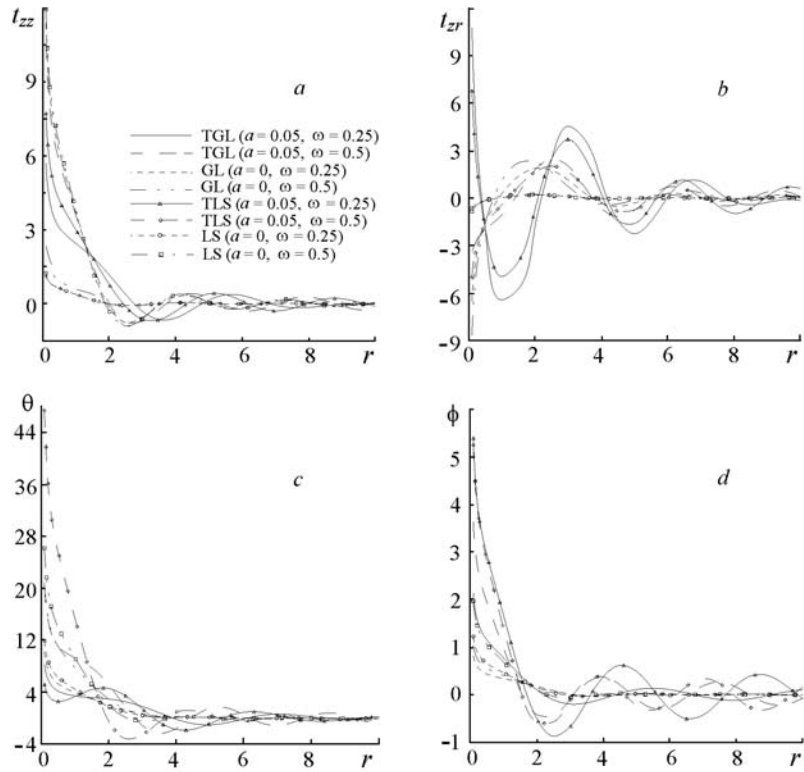 t_zz
9
6
3
0
0 2 4 6 8 r
a
TGL (a = 0.05, ω = 0.25)
TGL (a = 0.05, ω = 0.5)
GL (a = 0, ω = 0.25)
GL (a = 0, ω = 0.5)
TLS (a = 0.05, ω = 0.25)
TLS (a = 0.05, ω = 0.5)
LS (a = 0, ω = 0.25)
LS (a = 0, ω = 0.5)
t_zr
9
6
3
0
-3
-6
-9
0 2 4 6 8 r
b
θ
44
36
28
20
12
4
-4
0 2 4 6 8 r
c
ϕ
5
4
3
2
1
0
-1
0 2 4 6 8 r
d